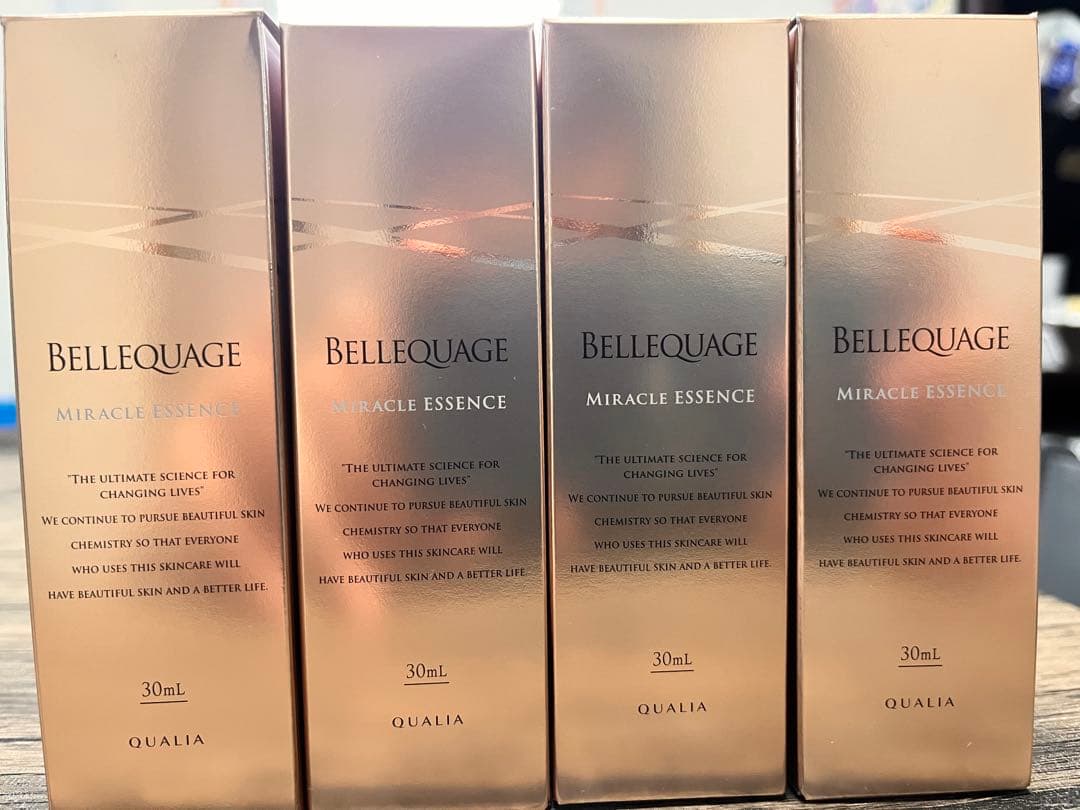 BELLEQUAGE
MIRACLE ESSENCE
"THE ULTIMATE SCIENCE FOR
CHANGING LIVES"
WE CONTINUE TO PURSUE BEAUTIFUL SKIN
CHEMISTRY SO THAT EVERYONE
WHO USES THIS SKINCARE WILL
HAVE BEAUTIFUL SKIN AND A BETTER LIFE.
30mL
QUALIA
BELLEQUAGE
MIRACLE ESSENCE
"THE ULTIMATE SCIENCE FOR
CHANGING LIVES"
WE CONTINUE TO PURSUE BEAUTIFUL SKIN
CHEMISTRY SO THAT EVERYONE
WHO USES THIS SKINCARE WILL
HAVE BEAUTIFUL SKIN AND A BETTER LIFE.
30mL
QUALIA
BELLEQUAGE
MIRACLE ESSENCE
"THE ULTIMATE SCIENCE FOR
CHANGING LIVES"
WE CONTINUE TO PURSUE BEAUTIFUL SKIN
CHEMISTRY SO THAT EVERYONE
WHO USES THIS SKINCARE WILL
HAVE BEAUTIFUL SKIN AND A BETTER LIFE.
30mL
QUALIA
BELLEQUAGE
MIRACLE ESSENCE
"THE ULTIMATE SCIENCE FOR
CHANGING LIVES"
WE CONTINUE TO PURSUE BEAUTIFUL SKIN
CHEMISTRY SO THAT EVERYONE
WHO USES THIS SKINCARE WILL
HAVE BEAUTIFUL SKIN AND A BETTER LIFE.
30mL
QUALIA